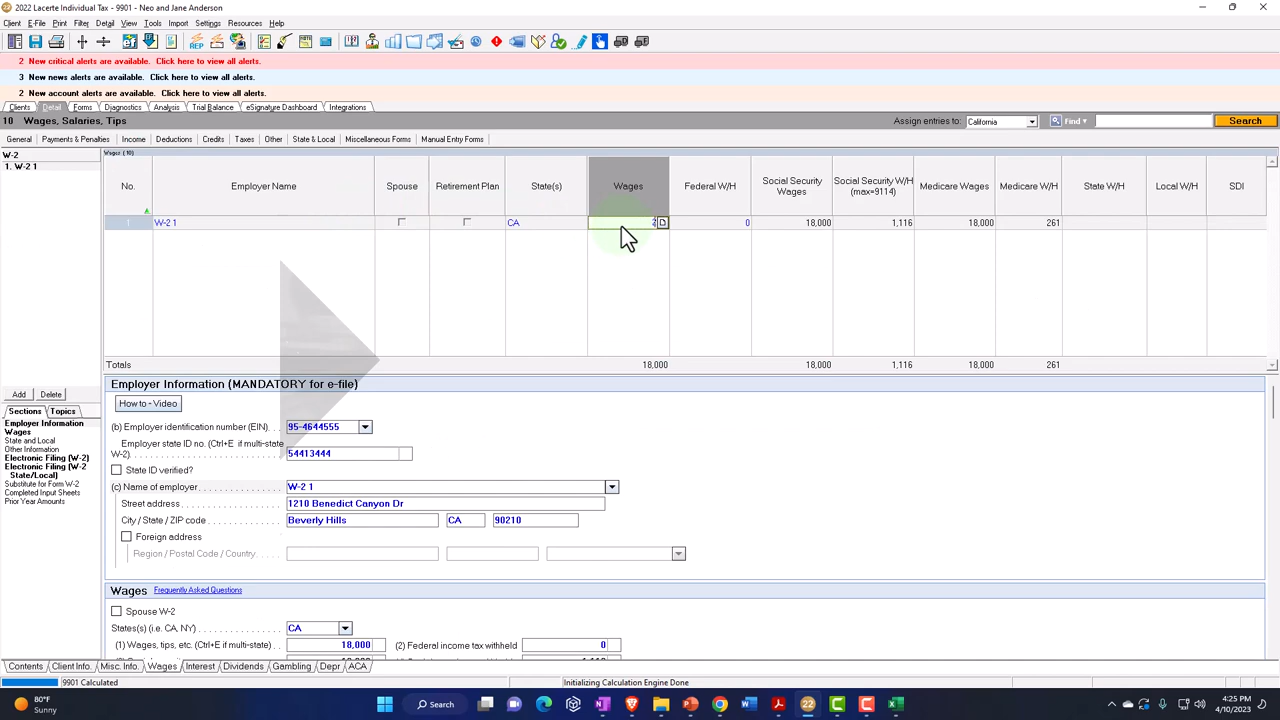 2022 Lacerte Individual Tax - 9901 - Neo and Jane Anderson
Client E-File Print Filter Detail View Tools Import Settings Resources Help
2 New critical alerts are available. Click here to view all alerts.
3 New news alerts are available. Click here to view all alerts.
2 New account alerts are available. Click here to view all alerts.
Clients Detail Forms Diagnostics Analysis Trial Balance eSignature Dashboard Integrations
10 Wages, Salaries, Tips Assign entries to: California Find Search
General Payments & Penalties Income Deductions Credits Taxes Other State & Local Miscellaneous Forms Manual Entry Forms
W-2 Wages (10)
1. W-2 1
No. Employer Name Spouse Retirement Plan State(s) Wages Federal W/H Social Security Wages Social Security W/H (max=9114) Medicare Wages Medicare W/H State W/H Local W/H SDI
1 W-2 1 CA 2 0 18,000 1,116 18,000 261
Totals 18,000 18,000 1,116 18,000 261
Add Delete
Sections Topics
Employer Information
Wages
State and Local
Other Information
Electronic Filing (W-2)
Electronic Filing (W-2
State/Local)
Substitute for Form W-2
Completed Input Sheets
Prior Year Amounts
Employer Information (MANDATORY for e-file)
How to - Video
(b) Employer identification number (EIN) 95-4644555
Employer state ID no. (Ctrl+E if multi-state
W-2) 54413444
State ID verified?
(c) Name of employer W-2 1
Street address 1210 Benedict Canyon Dr
City / State / ZIP code Beverly Hills CA 90210
Foreign address
Region / Postal Code / Country
Wages Frequently Asked Questions
Spouse W-2
States(s) (i.e. CA, NY) CA
(1) Wages, tips, etc. (Ctrl+E if multi-state) 18,000 (2) Federal income tax withheld 0
Contents Client Info. Misc. Info. Wages Interest Dividends Gambling Depr ACA
9901 Calculated Initializing Calculation Engine Done
80°F
Sunny
Search
22
4:25 PM
4/10/2023